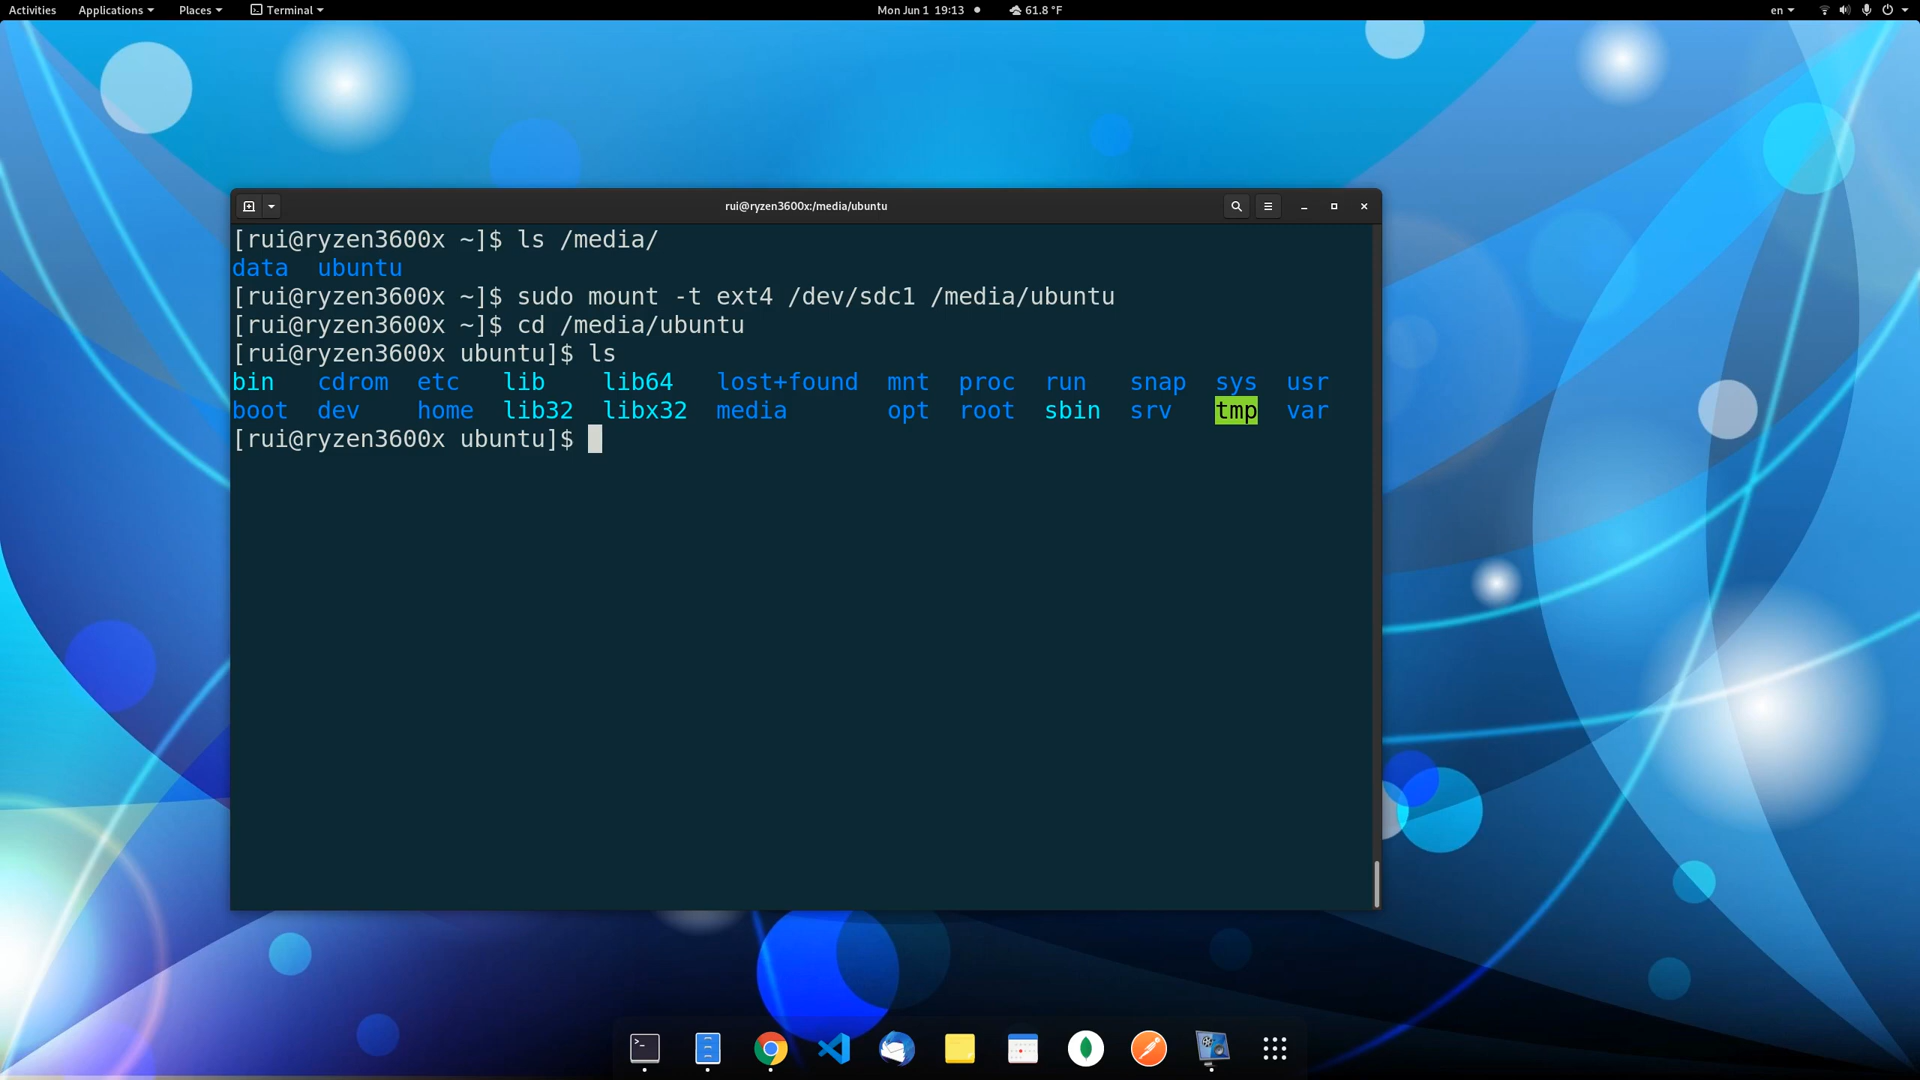 Activities Applications Places Terminal Mon Jun 1 19:13 61.8 °F en
rui@ryzen3600x:/media/ubuntu
[rui@ryzen3600x ~]$ ls /media/
data ubuntu
[rui@ryzen3600x ~]$ sudo mount -t ext4 /dev/sdc1 /media/ubuntu
[rui@ryzen3600x ~]$ cd /media/ubuntu
[rui@ryzen3600x ubuntu]$ ls
bin cdrom etc lib lib64 lost+found mnt proc run snap sys usr
boot dev home lib32 libx32 media opt root sbin srv tmp var
[rui@ryzen3600x ubuntu]$